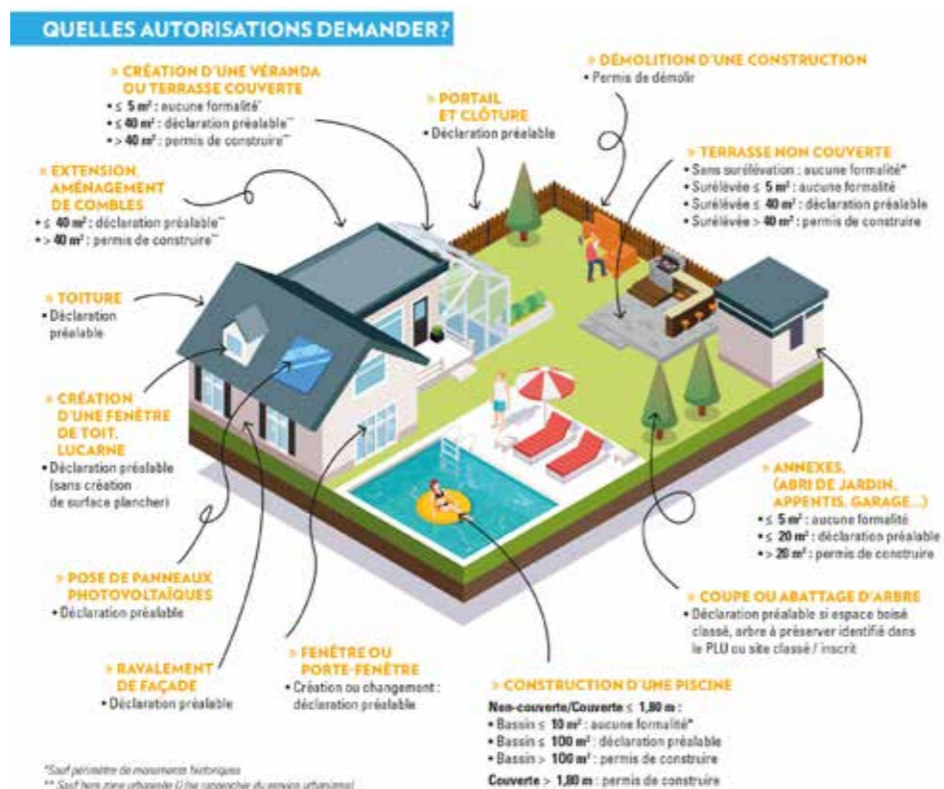 QUELLES AUTORISATIONS DEMANDER?
» CRÉATION D'UNE VÉRANDA
OU TERRASSE COUVERTE
• ≤ 5 m² : aucune formalité*
• ≤ 40 m² : déclaration préalable**
• > 40 m² : permis de construire**
» EXTENSION,
AMÉNAGEMENT
DE COMBLES
• ≤ 40 m² : déclaration préalable**
• > 40 m² : permis de construire**
» TOITURE
• Déclaration
préalable
» CRÉATION
D'UNE FENÊTRE
DE TOIT,
LUCARNE
• Déclaration préalable
(sans création
de surface plancher)
» POSE DE PANNEAUX
PHOTOVOLTAÏQUES
• Déclaration préalable
» RAVALEMENT
DE FAÇADE
• Déclaration préalable
» FENÊTRE OU
PORTE-FENÊTRE
• Création ou changement :
déclaration préalable
» PORTAIL
ET CLÔTURE
• Déclaration préalable
» DÉMOLITION D'UNE CONSTRUCTION
• Permis de démolir
» TERRASSE NON COUVERTE
• Sans surélévation : aucune formalité*
• Surélevée ≤ 5 m² : aucune formalité
• Surélevée ≤ 40 m² : déclaration préalable
• Surélevée > 40 m² : permis de construire
» ANNEXES,
(ABRI DE JARDIN,
APPENTIS, GARAGE...)
• ≤ 5 m² : aucune formalité
• ≤ 20 m² : déclaration préalable
• > 20 m² : permis de construire
» COUPE OU ABATTAGE D'ARBRE
• Déclaration préalable si espace boisé
classé, arbre à préserver identifié dans
le PLU ou site classé / inscrit
» CONSTRUCTION D'UNE PISCINE
Non-couverte/Couverte ≤ 1,80 m :
• Bassin ≤ 10 m² : aucune formalité*
• Bassin ≤ 100 m² : déclaration préalable
• Bassin > 100 m² : permis de construire
Couverte > 1,80 m : permis de construire
*Sauf périmètre de monuments historiques
** Sauf hors zone urbanisée U (se rapprocher du service urbanisme)